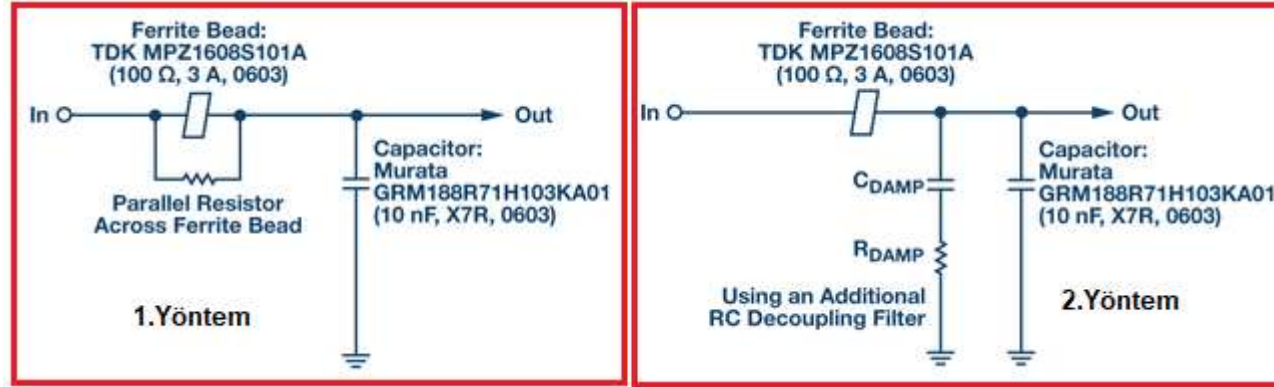 Ferrite Bead:
TDK MPZ1608S101A
(100 Ω, 3 A, 0603)
In
Out
Capacitor:
Murata
GRM188R71H103KA01
(10 nF, X7R, 0603)
Parallel Resistor
Across Ferrite Bead
1.Yöntem
Ferrite Bead:
TDK MPZ1608S101A
(100 Ω, 3 A, 0603)
In
Out
Capacitor:
Murata
GRM188R71H103KA01
(10 nF, X7R, 0603)
CDAMP
RDAMP
Using an Additional
RC Decoupling Filter
2.Yöntem